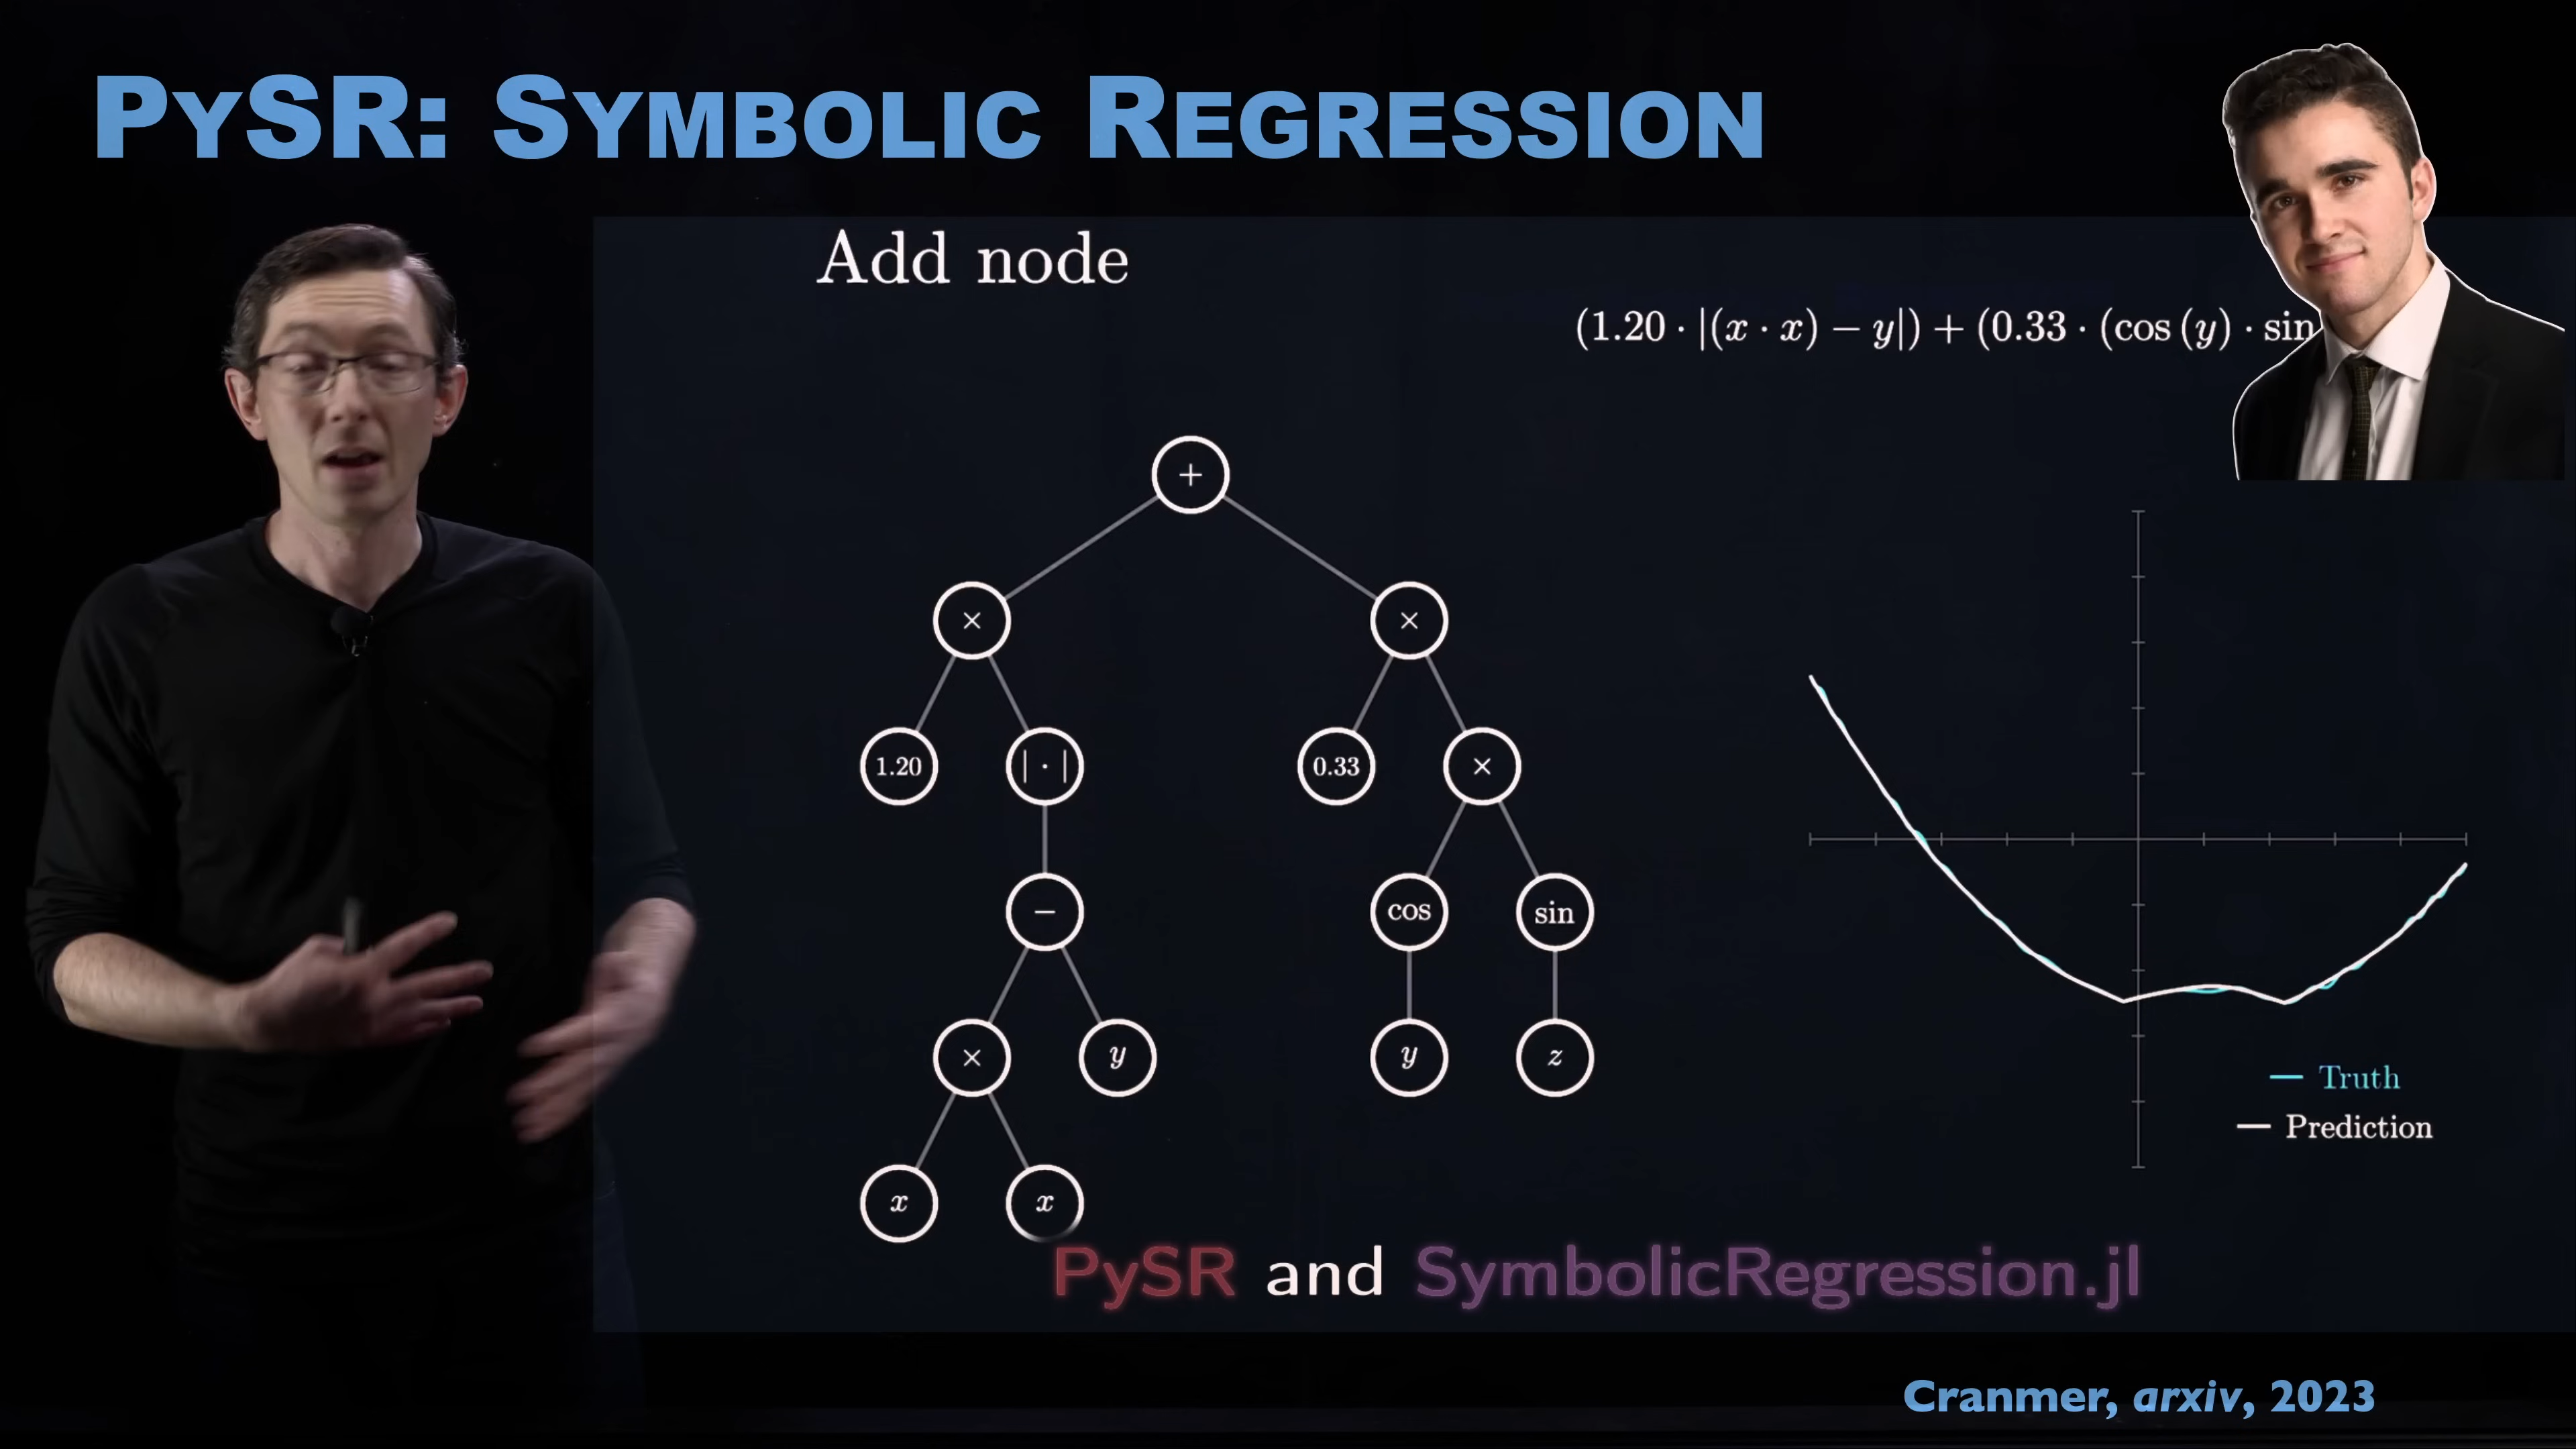 PYSR: SYMBOLIC REGRESSION
Add node
(1.20 · |(x · x) − y|) + (0.33 · (cos (y) · sin
+
× ×
1.20 | · | 0.33 ×
− cos sin
× y y z
x x
Truth
Prediction
PySR and SymbolicRegression.jl
Cranmer, arxiv, 2023